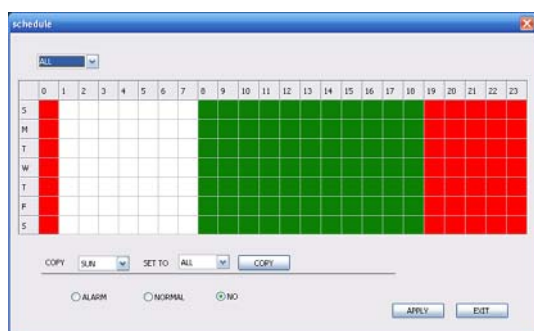 schedule
ALL
0 1 2 3 4 5 6 7 8 9 10 11 12 13 14 15 16 17 18 19 20 21 22 23
S
M
T
W
T
F
S
COPY SUN SET TO ALL COPY
ALARM NORMAL NO
APPLY EXIT